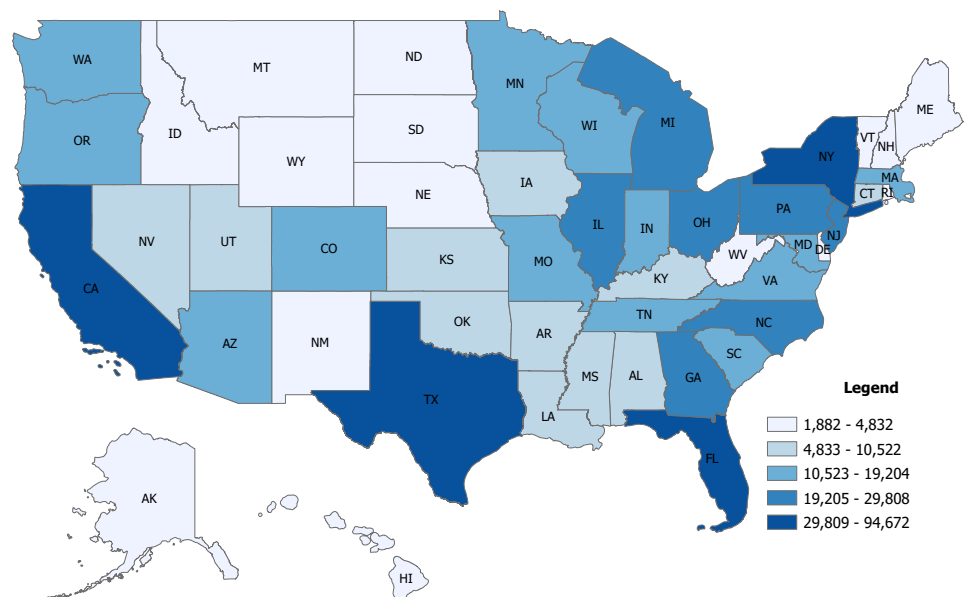 WA
MT
ND
MN
OR
ID
SD
WI
MI
WY
NE
IA
NY
VT
NH
ME
MA
CT
RI
NV
UT
CO
KS
MO
IL
IN
OH
PA
NJ
MD
DE
WV
VA
KY
CA
AZ
NM
OK
AR
TN
NC
SC
MS
AL
GA
LA
TX
FL
AK
HI
Legend
1,882 - 4,832
4,833 - 10,522
10,523 - 19,204
19,205 - 29,808
29,809 - 94,672